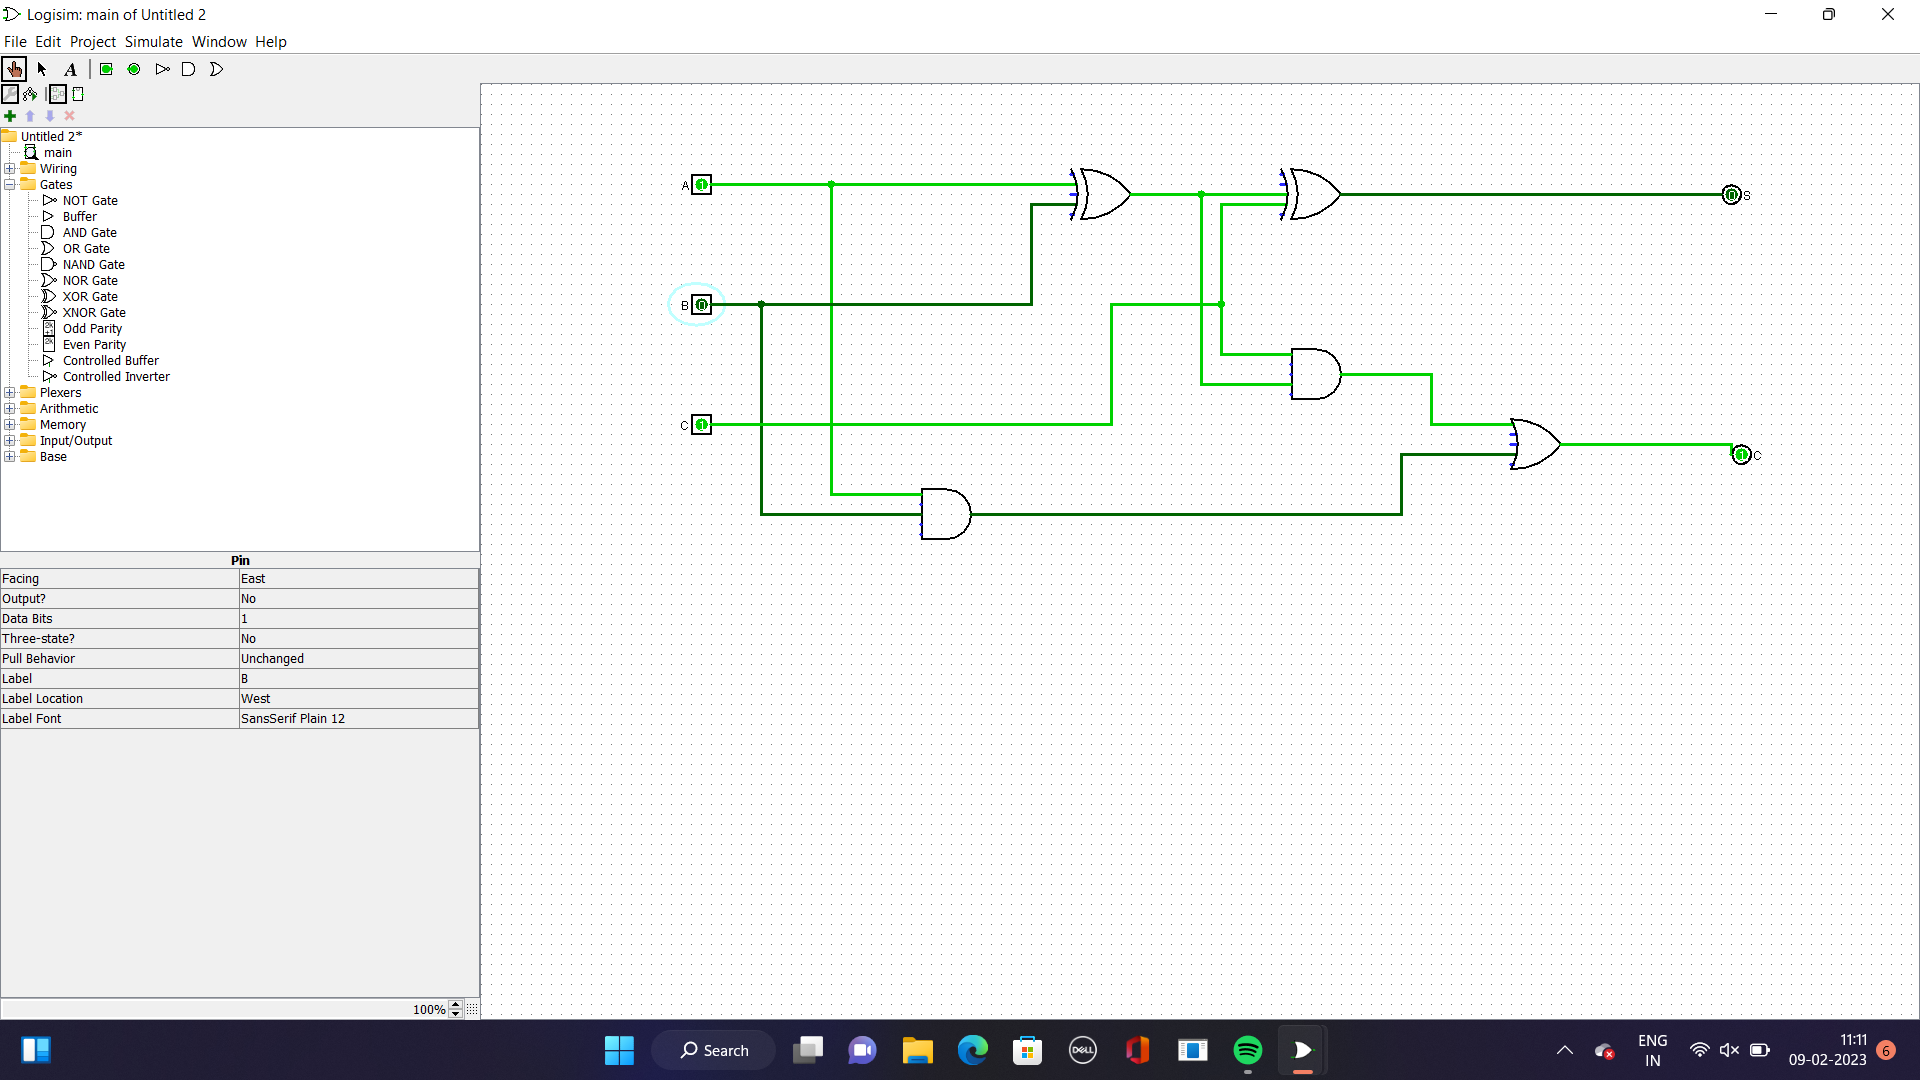 Logisim: main of Untitled 2
File Edit Project Simulate Window Help
A
Untitled 2*
main
Wiring
Gates
NOT Gate
Buffer
AND Gate
OR Gate
NAND Gate
NOR Gate
XOR Gate
XNOR Gate
Odd Parity
Even Parity
Controlled Buffer
Controlled Inverter
Plexers
Arithmetic
Memory
Input/Output
Base
Pin
Facing East
Output? No
Data Bits 1
Three-state? No
Pull Behavior Unchanged
Label B
Label Location West
Label Font SansSerif Plain 12
100%
A 1
B 0
C 1
0 S
1 C
Search
DELL
ENG
IN
11:11
09-02-2023
6